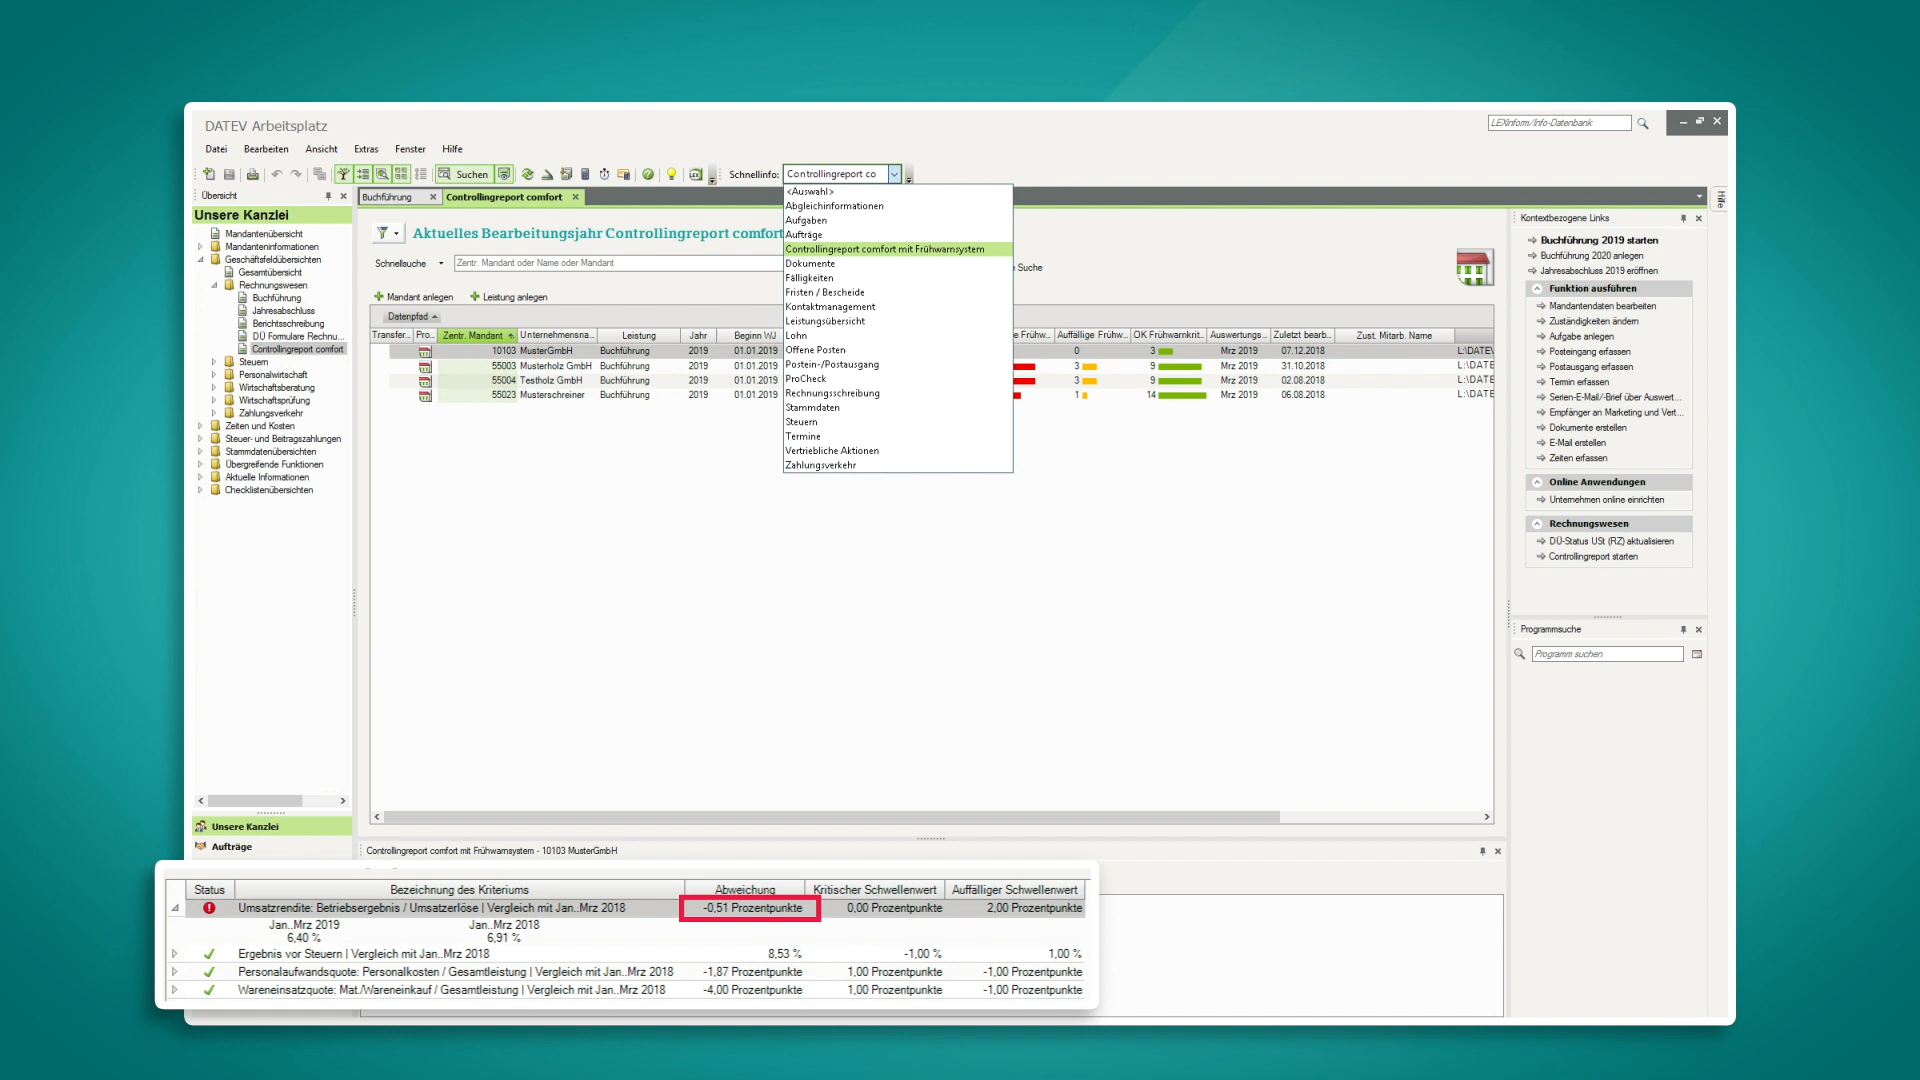 DATEV Arbeitsplatz
LEXinform/Info-Datenbank
Datei Bearbeiten Ansicht Extras Fenster Hilfe
Suchen
Schnellinfo: Controllingreport co
Übersicht
Unsere Kanzlei
Mandantenübersicht
Mandanteninformationen
Geschäftsfeldübersichten
Gesamtübersicht
Rechnungswesen
Buchführung
Jahresabschluss
Berichtsschreibung
DÜ Formulare Rechnu...
Controllingreport comfort
Steuern
Personalwirtschaft
Wirtschaftsberatung
Wirtschaftsprüfung
Zahlungsverkehr
Zeiten und Kosten
Steuer- und Beitragszahlungen
Stammdatenübersichten
Übergreifende Funktionen
Aktuelle Informationen
Checklistenübersichten
Unsere Kanzlei
Aufträge
Buchführung
Controllingreport comfort
Aktuelles Bearbeitungsjahr Controllingreport comfort
Schnellsuche
Zentr. Mandant oder Name oder Mandant
Suche
Mandant anlegen
Leistung anlegen
<Auswahl>
Abgleichinformationen
Aufgaben
Aufträge
Controllingreport comfort mit Frühwarnsystem
Dokumente
Fälligkeiten
Fristen / Bescheide
Kontaktmanagement
Leistungsübersicht
Lohn
Offene Posten
Postein-/Postausgang
ProCheck
Rechnungsschreibung
Stammdaten
Steuern
Termine
Vertriebliche Aktionen
Zahlungsverkehr
Datenpfad
Transfer... Pro... Zentr. Mandant Unternehmensna... Leistung Jahr Beginn WJ e Frühw... Auffällige Frühw... OK Frühwarnkrit... Auswertungs... Zuletzt bearb... Zust. Mitarb. Name
10103 MusterGmbH Buchführung 2019 01.01.2019 0 3 Mrz 2019 07.12.2018 L:\DATEV
55003 Musterholz GmbH Buchführung 2019 01.01.2019 3 9 Mrz 2019 31.10.2018 L:\DATE
55004 Testholz GmbH Buchführung 2019 01.01.2019 3 9 Mrz 2019 02.08.2018 L:\DATE
55023 Musterschreiner Buchführung 2019 01.01.2019 1 14 Mrz 2019 06.08.2018 L:\DATE
Hilfe
Kontextbezogene Links
Buchführung 2019 starten
Buchführung 2020 anlegen
Jahresabschluss 2019 eröffnen
Funktion ausführen
Mandantendaten bearbeiten
Zuständigkeiten ändern
Aufgabe anlegen
Posteingang erfassen
Postausgang erfassen
Termin erfassen
Serien-E-Mail/-Brief über Auswert...
Empfänger an Marketing und Vert...
Dokumente erstellen
E-Mail erstellen
Zeiten erfassen
Online Anwendungen
Unternehmen online einrichten
Rechnungswesen
DÜ-Status USt (RZ) aktualisieren
Controllingreport starten
Programmsuche
Programm suchen
Controllingreport comfort mit Frühwarnsystem - 10103 MusterGmbH
Status Bezeichnung des Kriteriums Abweichung Kritischer Schwellenwert Auffälliger Schwellenwert
Umsatzrendite: Betriebsergebnis / Umsatzerlöse | Vergleich mit Jan..Mrz 2018 -0,51 Prozentpunkte 0,00 Prozentpunkte 2,00 Prozentpunkte
Jan..Mrz 2019 Jan..Mrz 2018
6,40 % 6,91 %
Ergebnis vor Steuern | Vergleich mit Jan..Mrz 2018 8,53 % -1,00 % 1,00 %
Personalaufwandsquote: Personalkosten / Gesamtleistung | Vergleich mit Jan..Mrz 2018 -1,87 Prozentpunkte 1,00 Prozentpunkte -1,00 Prozentpunkte
Wareneinsatzquote: Mat./Wareneinkauf / Gesamtleistung | Vergleich mit Jan..Mrz 2018 -4,00 Prozentpunkte 1,00 Prozentpunkte -1,00 Prozentpunkte